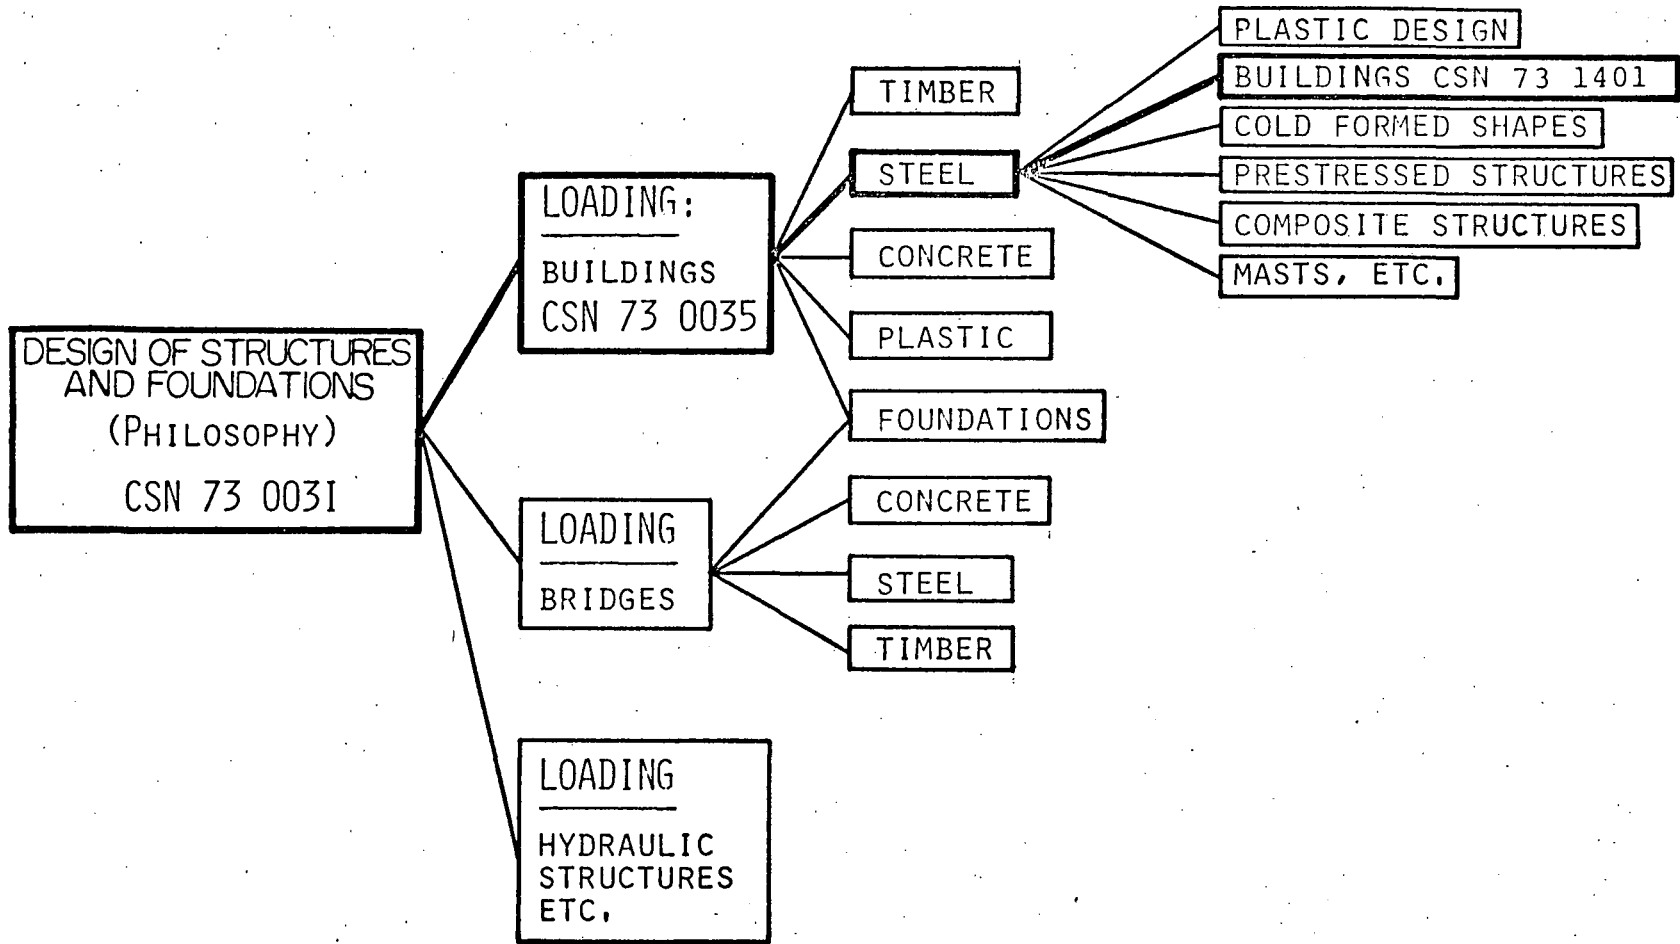 DESIGN OF STRUCTURES
AND FOUNDATIONS
(PHILOSOPHY)
CSN 73 0031
LOADING:
BUILDINGS
CSN 73 0035
LOADING
BRIDGES
LOADING
HYDRAULIC
STRUCTURES
ETC.
TIMBER
STEEL
CONCRETE
PLASTIC
FOUNDATIONS
CONCRETE
STEEL
TIMBER
PLASTIC DESIGN
BUILDINGS CSN 73 1401
COLD FORMED SHAPES
PRESTRESSED STRUCTURES
COMPOSITE STRUCTURES
MASTS, ETC.